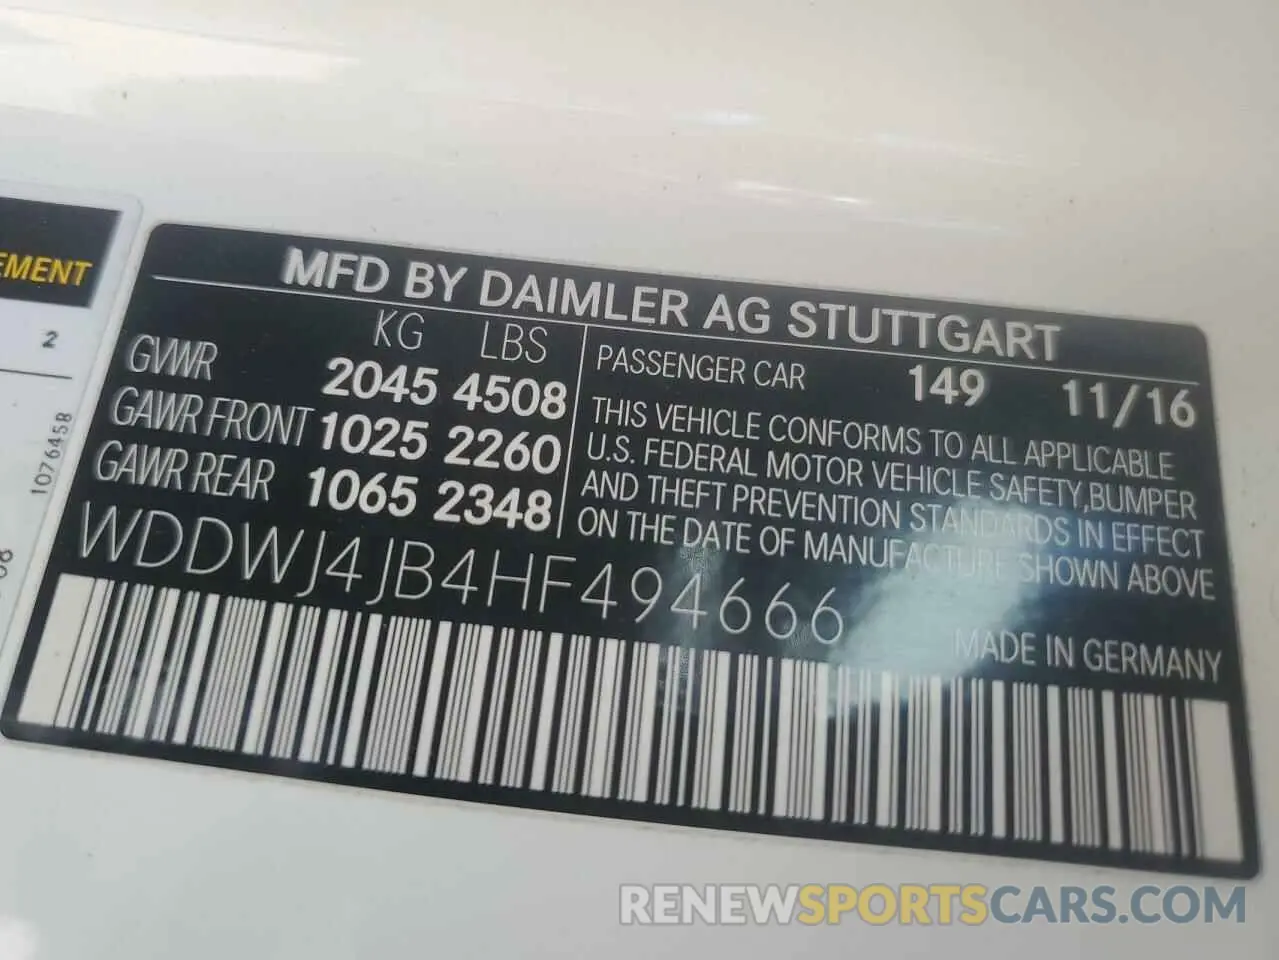 EMENT
2
1076458
MFD BY DAIMLER AG STUTTGART
KG LBS
GVWR 2045 4508
GAWR FRONT 1025 2260
GAWR REAR 1065 2348
PASSENGER CAR 149 11/16
THIS VEHICLE CONFORMS TO ALL APPLICABLE
U.S. FEDERAL MOTOR VEHICLE SAFETY,BUMPER
AND THEFT PREVENTION STANDARDS IN EFFECT
ON THE DATE OF MANUFACTURE SHOWN ABOVE
WDDWJ4JB4HF494666
MADE IN GERMANY
RENEWSPORTSCARS.COM